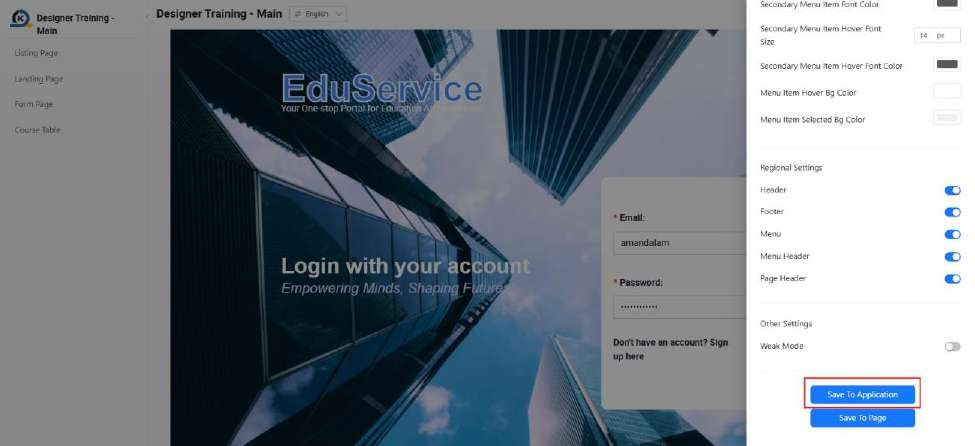 Designer Training -
Main
Listing Page
Landing Page
Form Page
Course Table
Designer Training - Main
English
EduService
Your One-stop Portal for Education
Login with your account
Empowering Minds, Shaping Futures
* Email:
amandalam
* Password:
Don't have an account? Sign
up here
Secondary Menu Item Font Color
Secondary Menu Item Hover Font
Size
14 px
Secondary Menu Item Hover Font Color
Menu Item Hover Bg Color
Menu Item Selected Bg Color
Regional Settings
Header
Footer
Menu
Menu Header
Page Header
Other Settings
Weak Mode
Save To Application
Save To Page